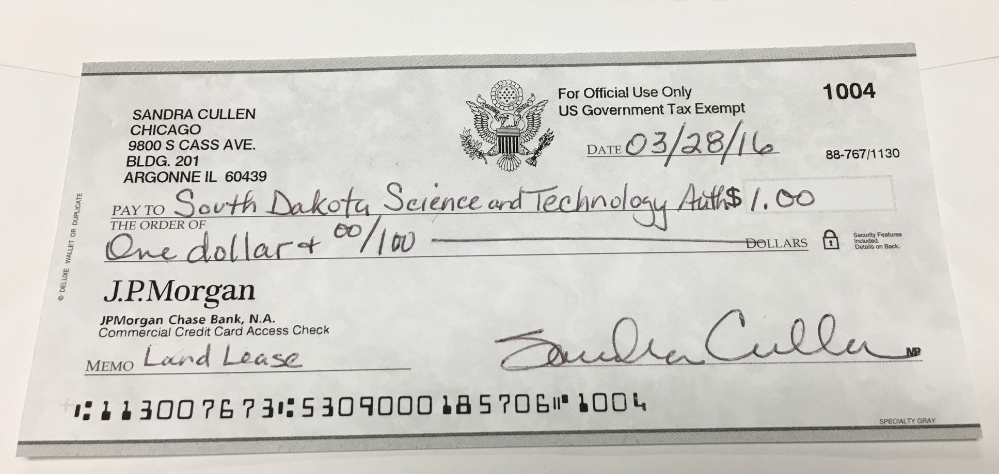 For Official Use Only
US Government Tax Exempt
1004
SANDRA CULLEN
CHICAGO
9800 S CASS AVE.
BLDG. 201
ARGONNE IL 60439
DATE 03/28/16
88-767/1130
PAY TO THE ORDER OF South Dakota Science and Technology Auth $ 1.00
One dollar + 00/100 DOLLARS
Security Features
Included.
Details on Back.
© DELUXE WALLET OR DUPLICATE
J.P.Morgan
JPMorgan Chase Bank, N.A.
Commercial Credit Card Access Check
MEMO Land Lease
Sandra Cullen MP
⑆113007673⑆5309000185706⑈1004
SPECIALTY GRAY